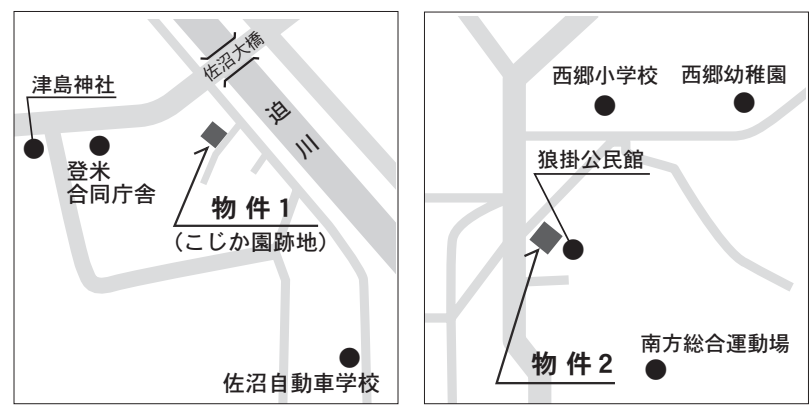 佐沼大橋
津島神社
迫川
登米
合同庁舎
物件1
（こじか園跡地）
佐沼自動車学校
西郷小学校
西郷幼稚園
狼掛公民館
物件2
南方総合運動場